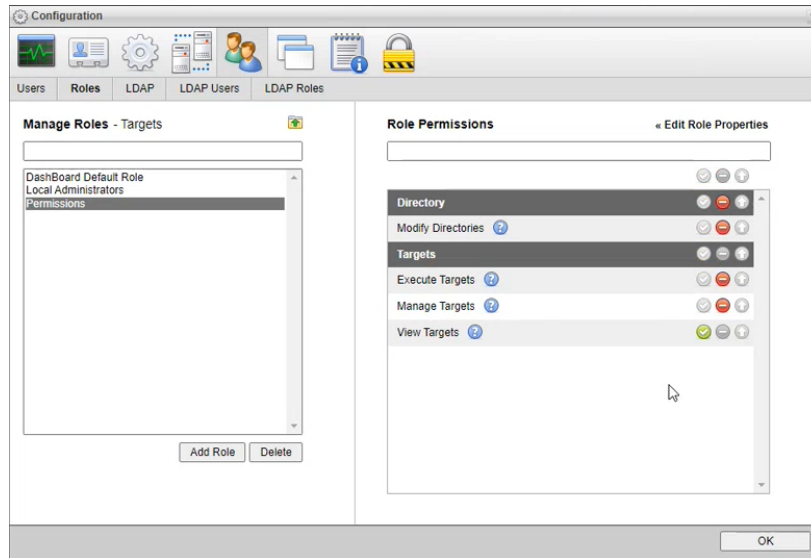 Configuration
Users Roles LDAP LDAP Users LDAP Roles
Manage Roles - Targets
DashBoard Default Role
Local Administrators
Permissions
Add Role Delete
Role Permissions « Edit Role Properties
Directory
Modify Directories ?
Targets
Execute Targets ?
Manage Targets ?
View Targets ?
OK